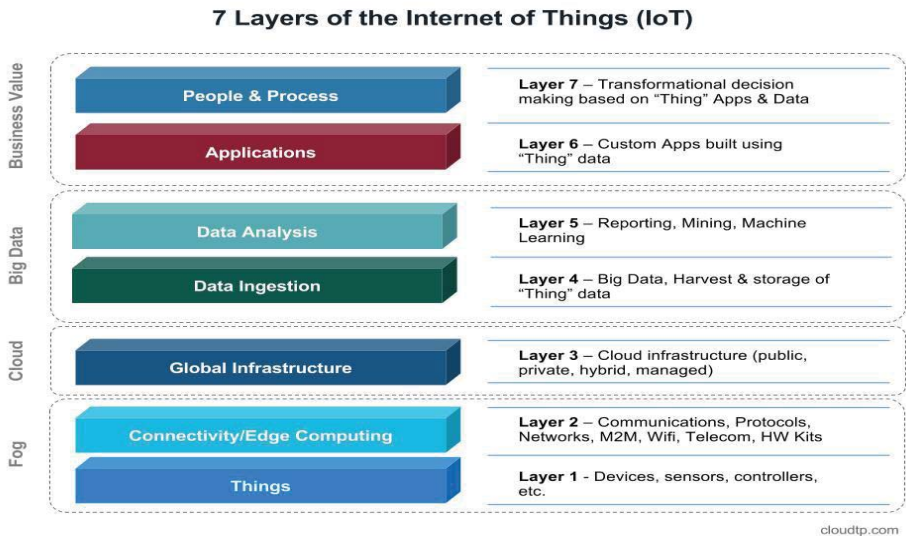 7 Layers of the Internet of Things (IoT)
Business Value
People & Process
Layer 7 – Transformational decision
making based on “Thing” Apps & Data
Applications
Layer 6 – Custom Apps built using
“Thing” data
Big Data
Data Analysis
Layer 5 – Reporting, Mining, Machine
Learning
Data Ingestion
Layer 4 – Big Data, Harvest & storage of
“Thing” data
Cloud
Global Infrastructure
Layer 3 – Cloud infrastructure (public,
private, hybrid, managed)
Fog
Connectivity/Edge Computing
Layer 2 – Communications, Protocols,
Networks, M2M, Wifi, Telecom, HW Kits
Things
Layer 1 - Devices, sensors, controllers,
etc.
cloudtp.com